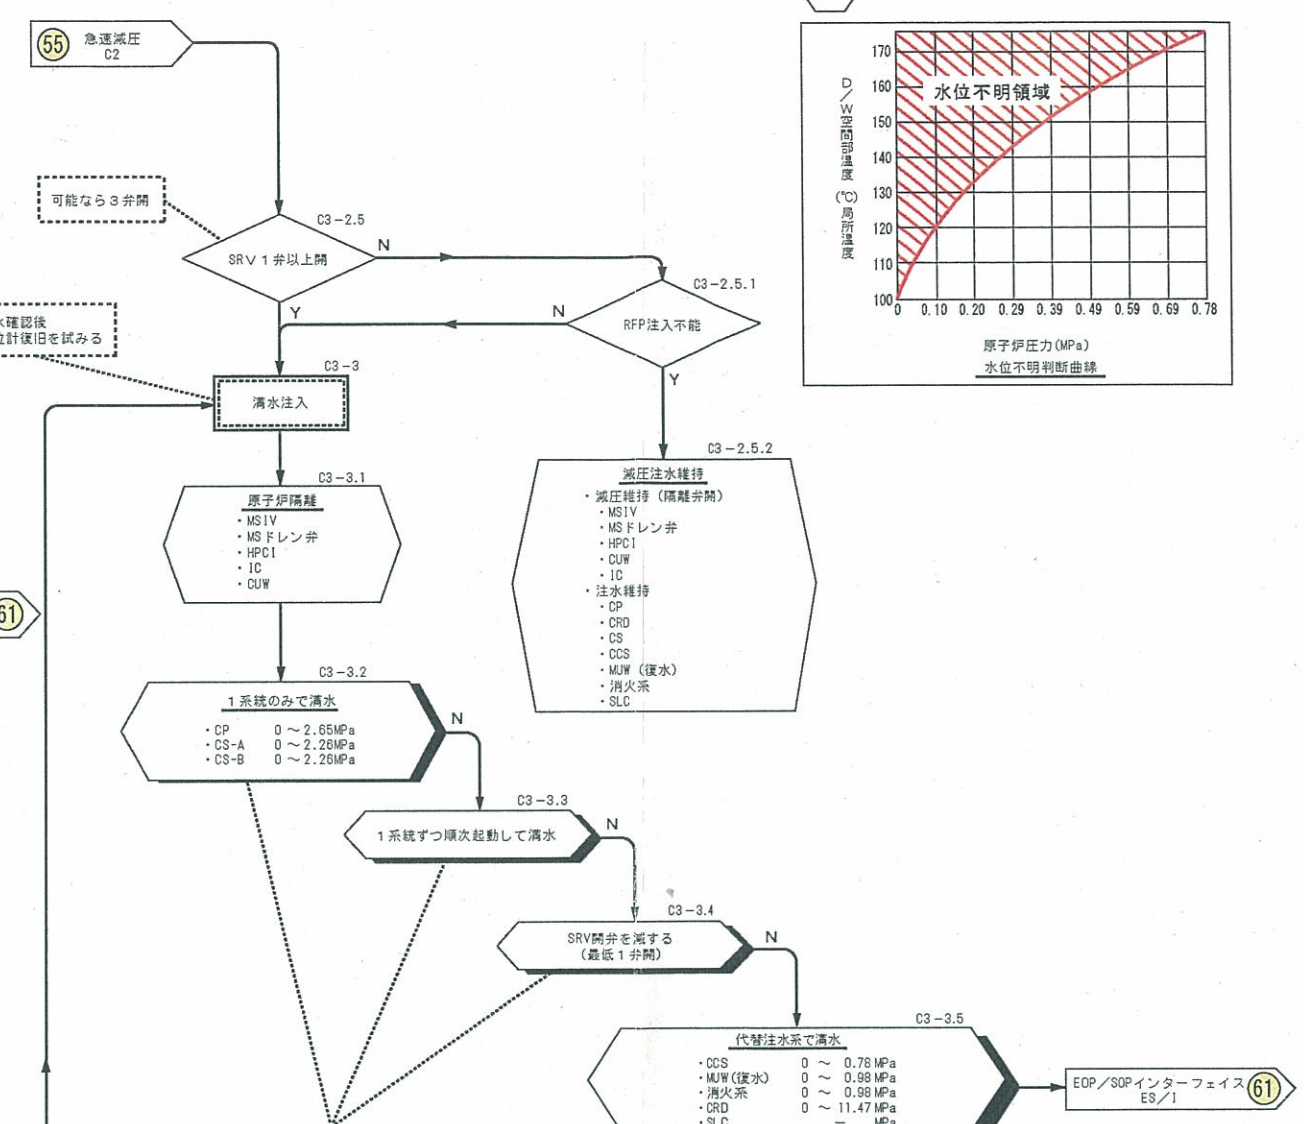 55
急速減圧
C2
可能なら3弁開
C3-2.5
SRV1弁以上開
N
Y
C3-2.5.1
RFP注入不能
N
Y
水確認後
位計復旧を試みる
C3-3
満水注入
C3-3.1
原子炉隔離
・MSIV
・MSドレン弁
・HPCI
・IC
・CUW
C3-2.5.2
減圧注水維持
・減圧維持(隔離弁開)
・MSIV
・MSドレン弁
・HPCI
・CUW
・IC
・注水維持
・CP
・CRD
・CS
・CCS
・MUW(復水)
・消火系
・SLC
61
C3-3.2
1系統のみで満水
・CP 0~2.65MPa
・CS-A 0~2.26MPa
・CS-B 0~2.26MPa
N
C3-3.3
1系統ずつ順次起動して満水
N
C3-3.4
SRV開弁を減ずる
(最低1弁開)
N
C3-3.5
代替注水系で満水
・CCS 0 ~ 0.78MPa
・MUW(復水) 0 ~ 0.98MPa
・消火系 0 ~ 0.98MPa
・CRD 0 ~ 11.47MPa
・SLC — MPa
EOP/SOPインターフェイス
ES/I
61
水位不明領域
D/W空間部温度(℃)局所温度
170
160
150
140
130
120
110
100
0 0.10 0.20 0.29 0.39 0.49 0.59 0.69 0.78
原子炉圧力(MPa)
水位不明判断曲線